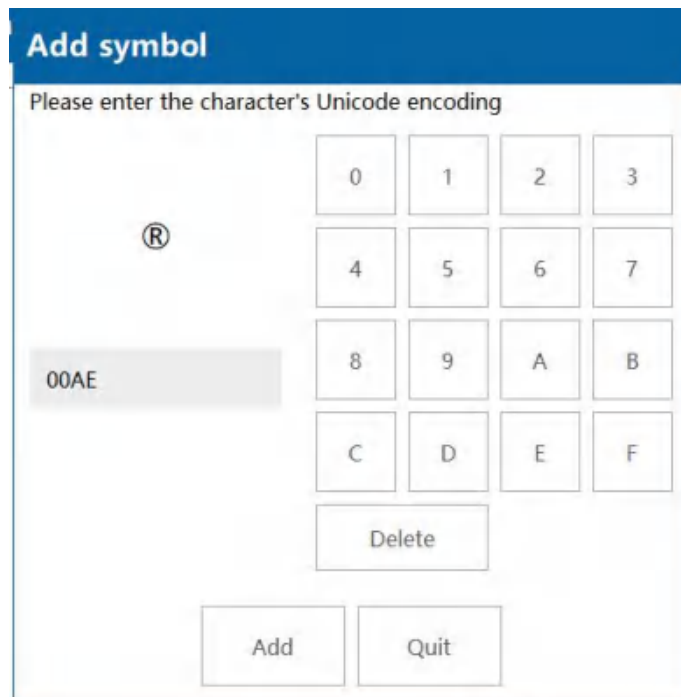 Add symbol
Please enter the character's Unicode encoding
0 1 2 3
®
4 5 6 7
8 9 A B
00AE
C D E F
Delete
Add Quit